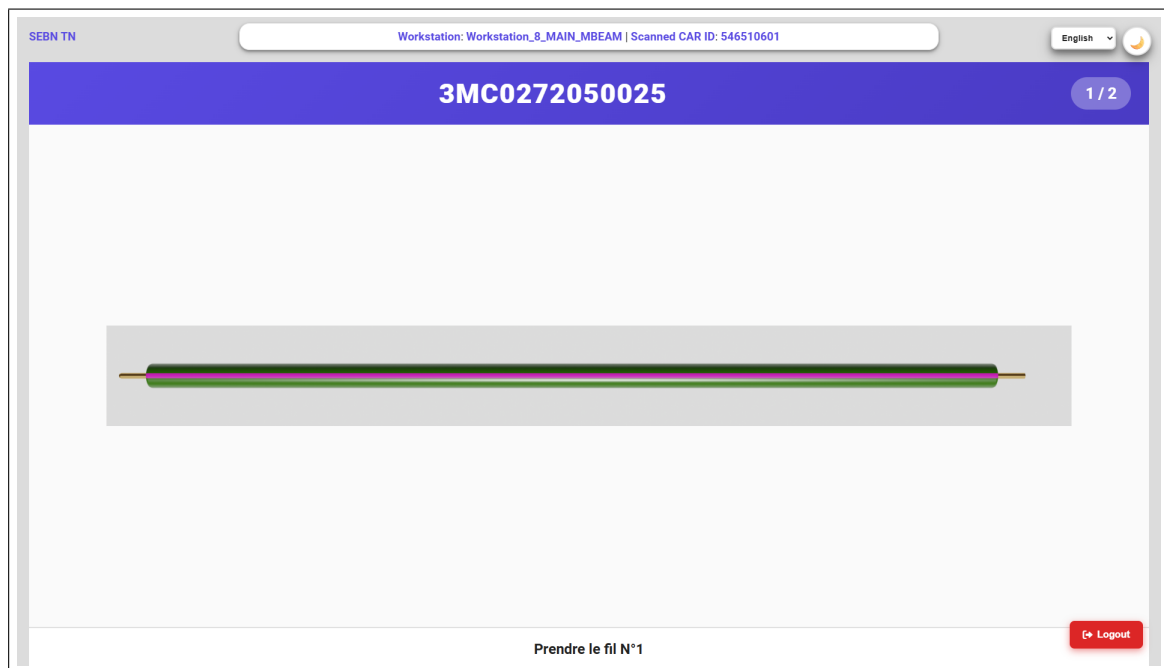 SEBN TN
Workstation: Workstation_8_MAIN_MBEAM | Scanned CAR ID: 546510601
English
3MC0272050025
1 / 2
Prendre le fil N°1
Logout